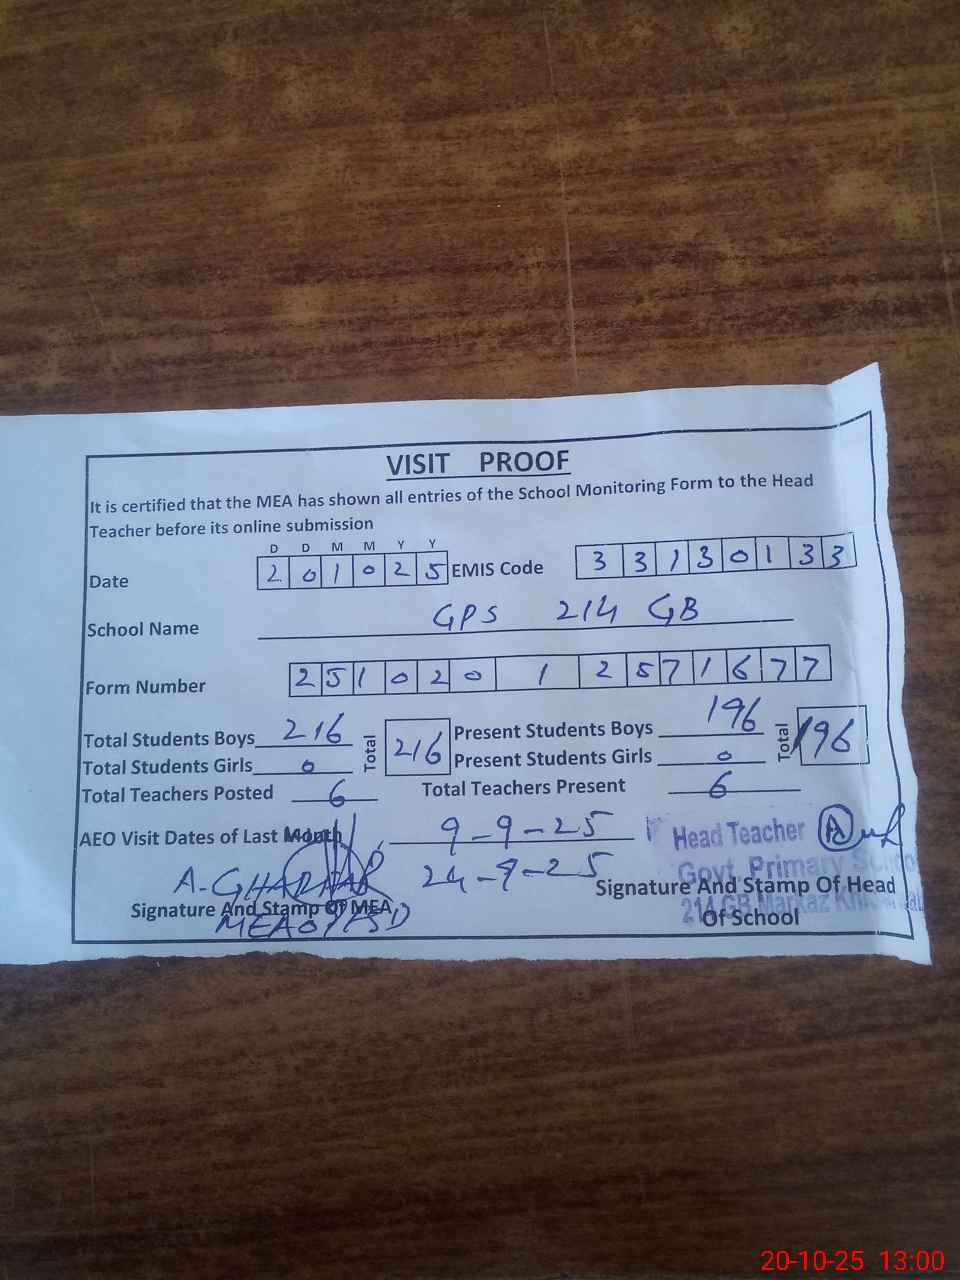 VISIT PROOF
It is certified that the MEA has shown all entries of the School Monitoring Form to the Head
Teacher before its online submission
D D M M Y Y
Date 2 0 1 0 2 5 EMIS Code 3 3 1 3 0 1 3 3
School Name GPS 214 GB
Form Number 2 5 1 0 2 0 1 2 5 7 1 6 7 7
Total Students Boys 216 Total 216 Present Students Boys 196 Total 196
Total Students Girls 0 Present Students Girls 0
Total Teachers Posted 6 Total Teachers Present 6
AEO Visit Dates of Last Month 9-9-25
24-9-25
Head Teacher
Govt. Primary School
214 GB Markaz
A-GHAFFAR
Signature And Stamp Of MEA
Signature And Stamp Of Head
Of School
20-10-25 13:00